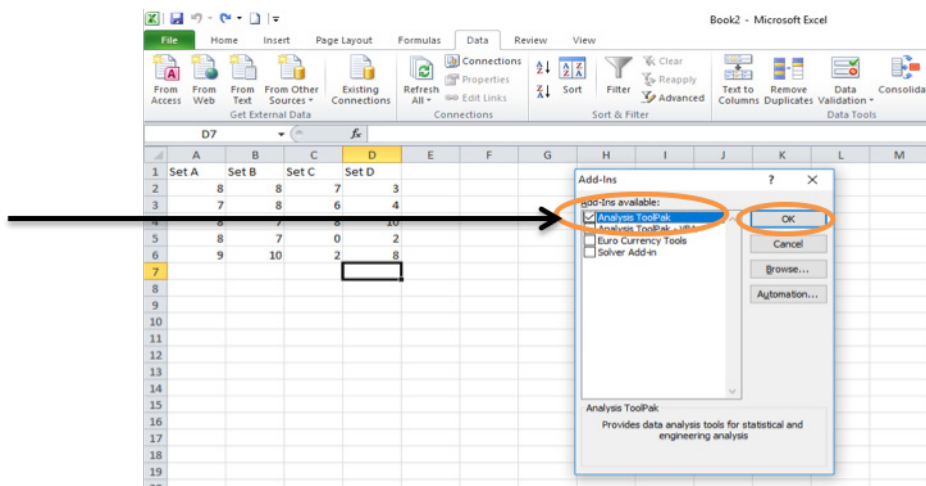 Book2 - Microsoft Excel
File Home Insert Page Layout Formulas Data Review View
From Access
From Web
From Text
From Other Sources
Existing Connections
Get External Data
Refresh All
Connections
Properties
Edit Links
Connections
Sort
Filter
Clear
Reapply
Advanced
Sort & Filter
Text to Columns
Remove Duplicates
Data Validation
Consolida
Data Tools
D7 fx
A B C D E F G H I J K L M
1 Set A Set B Set C Set D
2 8 8 7 3
3 7 8 6 4
4 8 7 8 10
5 8 7 0 2
6 9 10 2 8
7
8
9
10
11
12
13
14
15
16
17
18
19
Add-Ins ?
Add-Ins available:
Analysis ToolPak
Analysis ToolPak - VBA
Euro Currency Tools
Solver Add-in
OK
Cancel
Browse...
Automation...
Analysis ToolPak
Provides data analysis tools for statistical and
engineering analysis